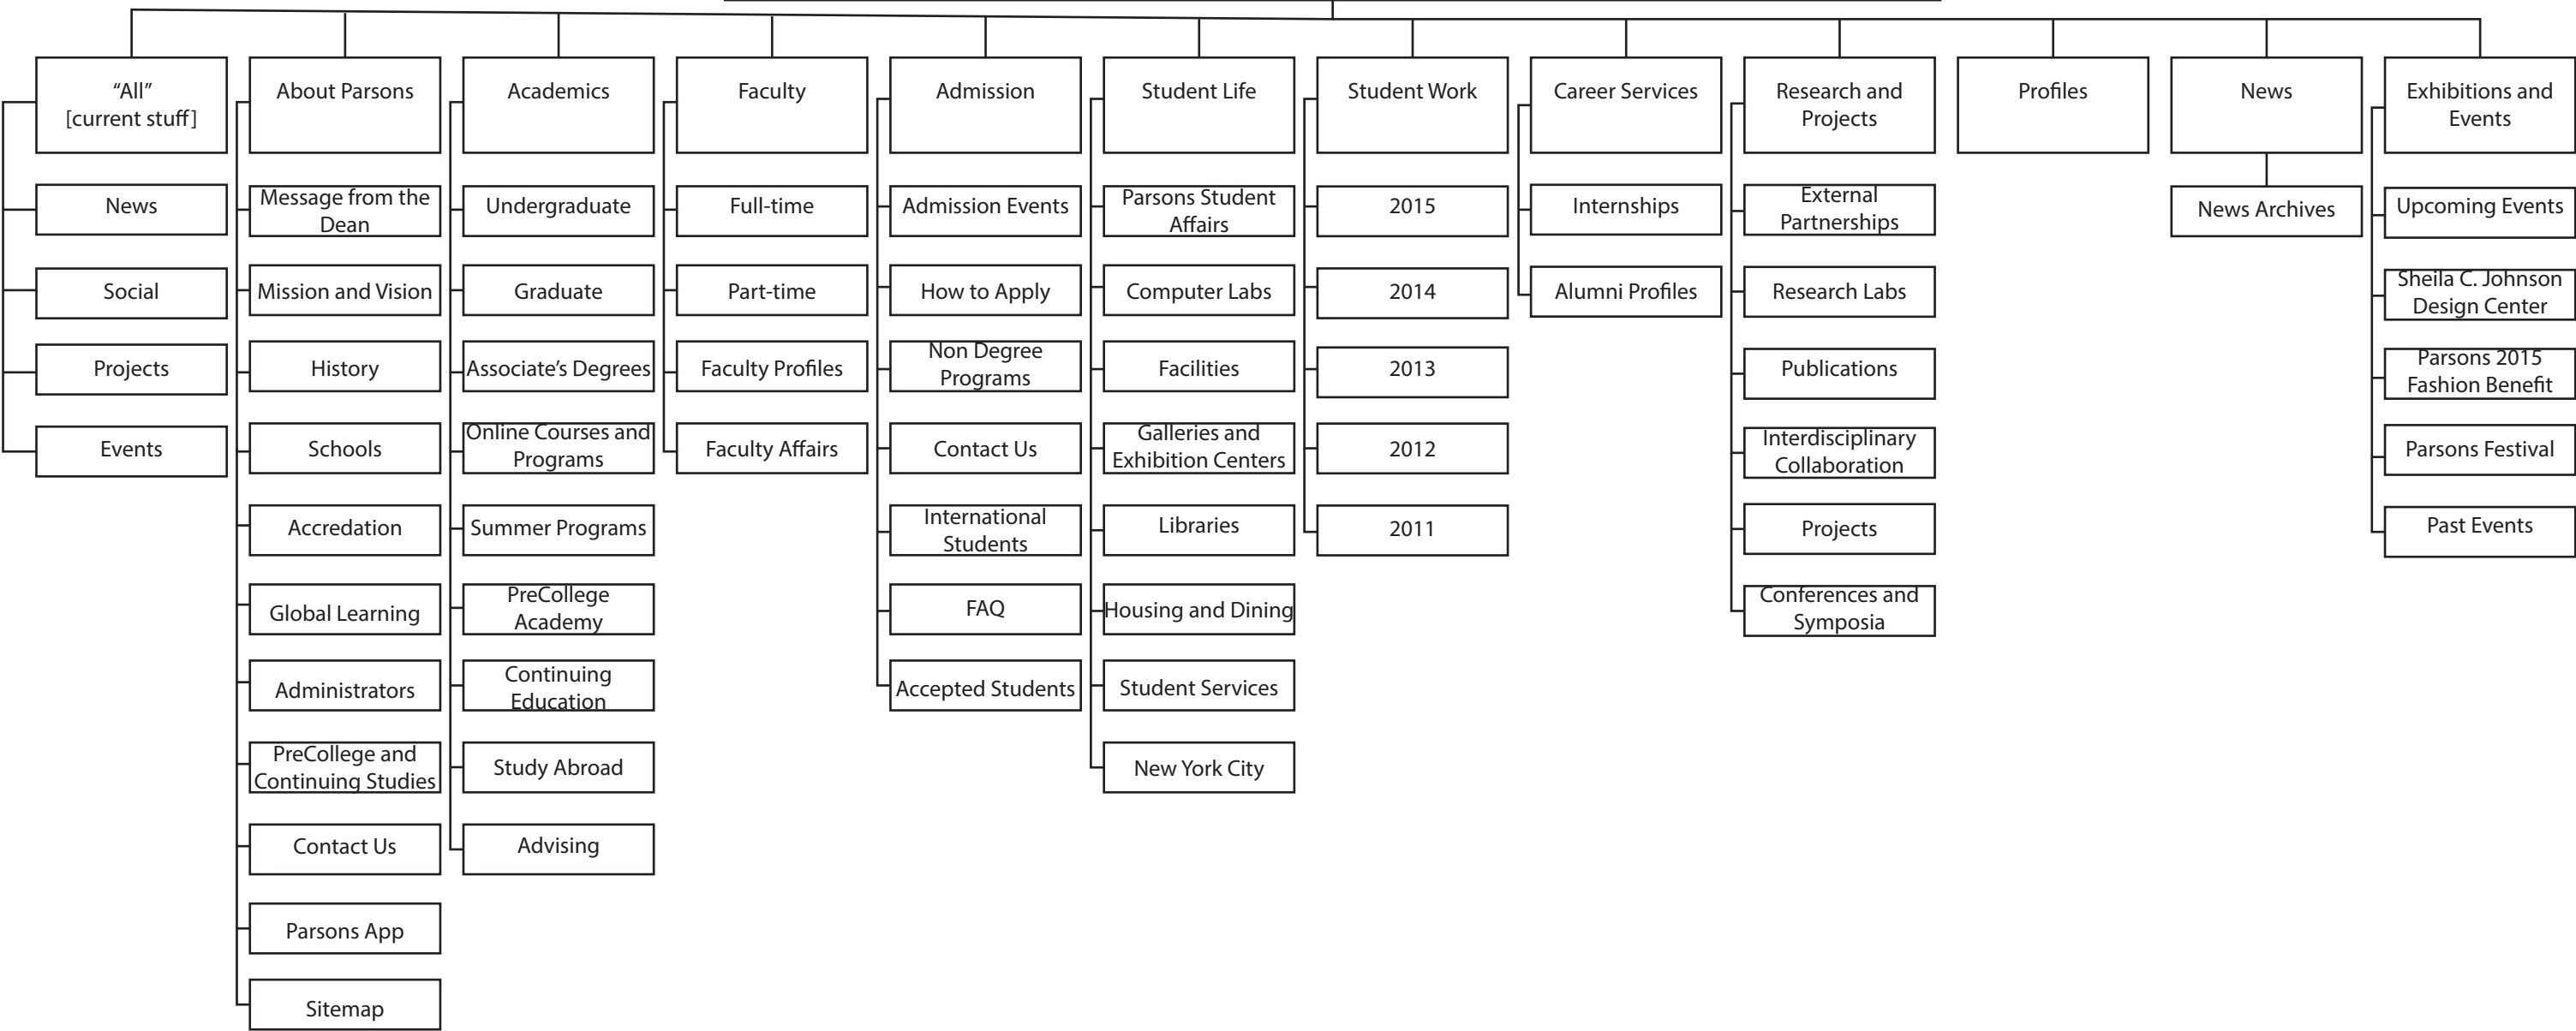 “All”
[current stuff]
News
Social
Projects
Events
About Parsons
Message from the
Dean
Mission and Vision
History
Schools
Accredation
Global Learning
Administrators
PreCollege and
Continuing Studies
Contact Us
Parsons App
Sitemap
Academics
Undergraduate
Graduate
Associate’s Degrees
Online Courses and
Programs
Summer Programs
PreCollege
Academy
Continuing
Education
Study Abroad
Advising
Faculty
Full-time
Part-time
Faculty Profiles
Faculty Affairs
Admission
Admission Events
How to Apply
Non Degree
Programs
Contact Us
International
Students
FAQ
Accepted Students
Student Life
Parsons Student
Affairs
Computer Labs
Facilities
Galleries and
Exhibition Centers
Libraries
Housing and Dining
Student Services
New York City
Student Work
2015
2014
2013
2012
2011
Career Services
Internships
Alumni Profiles
Research and
Projects
External
Partnerships
Research Labs
Publications
Interdisciplinary
Collaboration
Projects
Conferences and
Symposia
Profiles
News
News Archives
Exhibitions and
Events
Upcoming Events
Sheila C. Johnson
Design Center
Parsons 2015
Fashion Benefit
Parsons Festival
Past Events